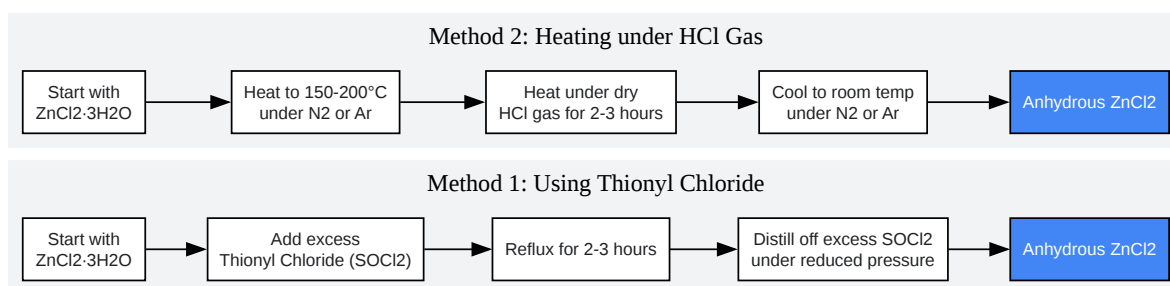 Method 2: Heating under HCl Gas
Start with
ZnCl2·3H2O
Heat to 150-200°C
under N2 or Ar
Heat under dry
HCl gas for 2-3 hours
Cool to room temp
under N2 or Ar
Anhydrous ZnCl2
Method 1: Using Thionyl Chloride
Start with
ZnCl2·3H2O
Add excess
Thionyl Chloride (SOCl2)
Reflux for 2-3 hours
Distill off excess SOCl2
under reduced pressure
Anhydrous ZnCl2